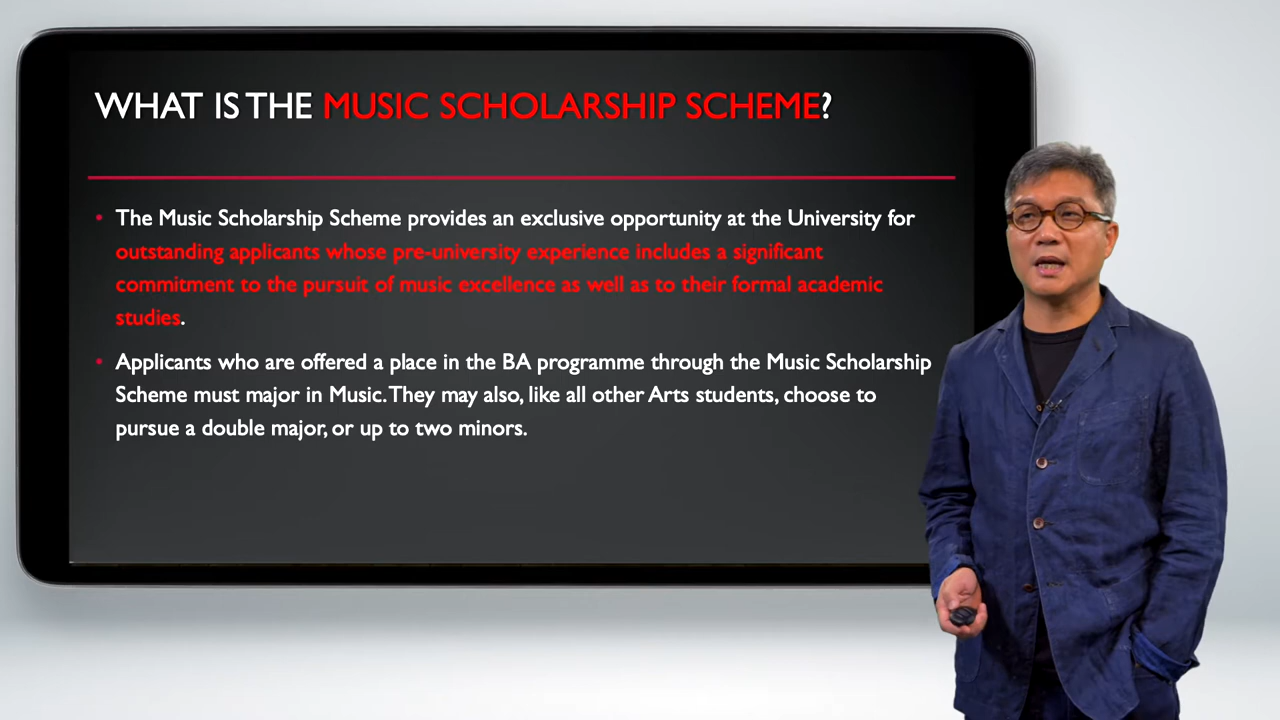 WHAT IS THE MUSIC SCHOLARSHIP SCHEME?
• The Music Scholarship Scheme provides an exclusive opportunity at the University for
outstanding applicants whose pre-university experience includes a significant
commitment to the pursuit of music excellence as well as to their formal academic
studies.
• Applicants who are offered a place in the BA programme through the Music Scholarship
Scheme must major in Music. They may also, like all other Arts students, choose to
pursue a double major, or up to two minors.